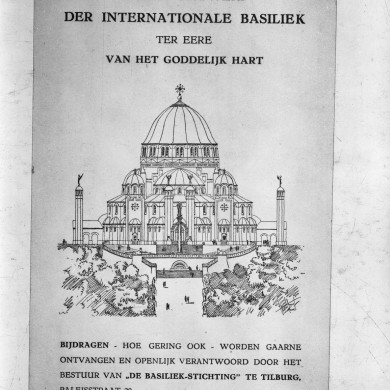 DER INTERNATIONALE BASILIEK
TER EERE
VAN HET GODDELIJK HART
BIJDRAGEN - HOE GERING OOK - WORDEN GAARNE
ONTVANGEN EN OPENLIJK VERANTWOORD DOOR HET
BESTUUR VAN „DE BASILIEK-STICHTING” TE TILBURG,
PALEISSTRAAT